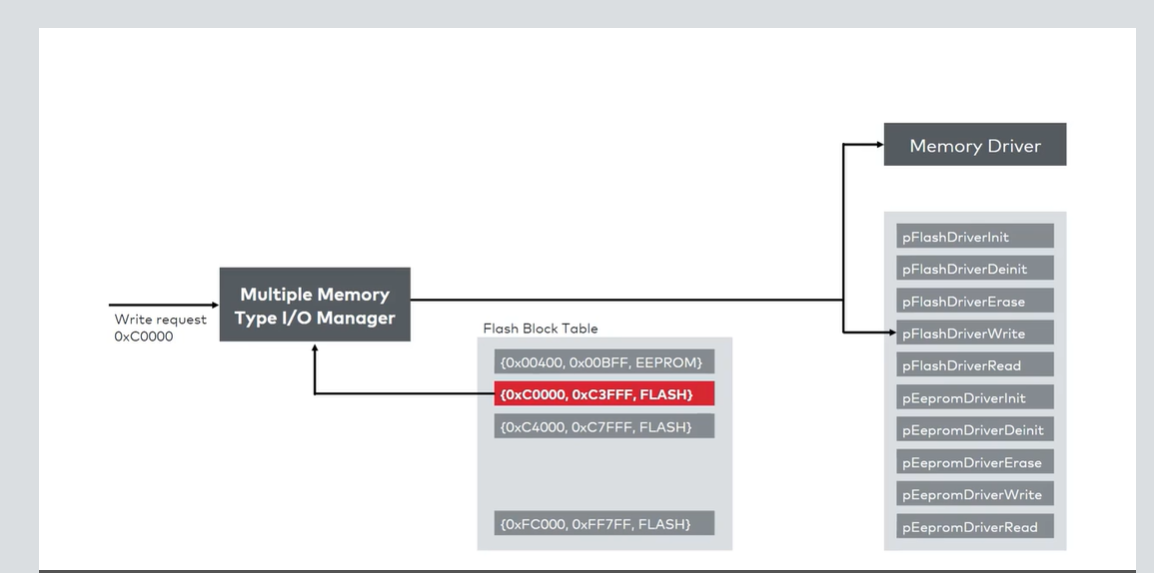 Memory Driver
pFlashDriverInit
pFlashDriverDeinit
pFlashDriverErase
pFlashDriverWrite
pFlashDriverRead
pEepromDriverInit
pEepromDriverDeinit
pEepromDriverErase
pEepromDriverWrite
pEepromDriverRead
Multiple Memory
Type I/O Manager
Write request
0xC0000
Flash Block Table
{0x00400, 0x00BFF, EEPROM}
{0xC0000, 0xC3FFF, FLASH}
{0xC4000, 0xC7FFF, FLASH}
{0xFC000, 0xFF7FF, FLASH}